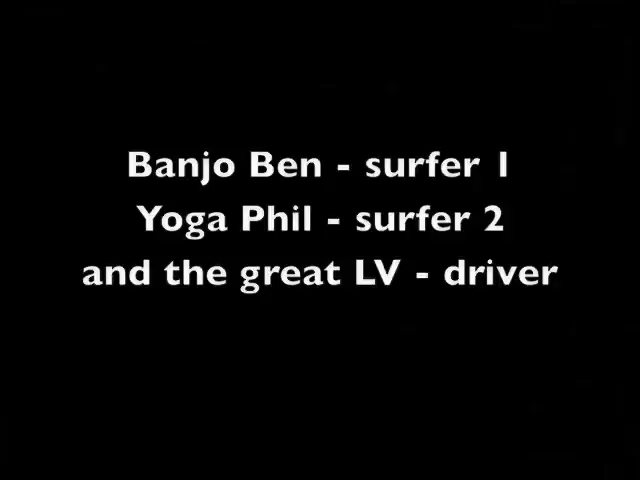 Banjo Ben - surfer 1
Yoga Phil - surfer 2
and the great LV - driver